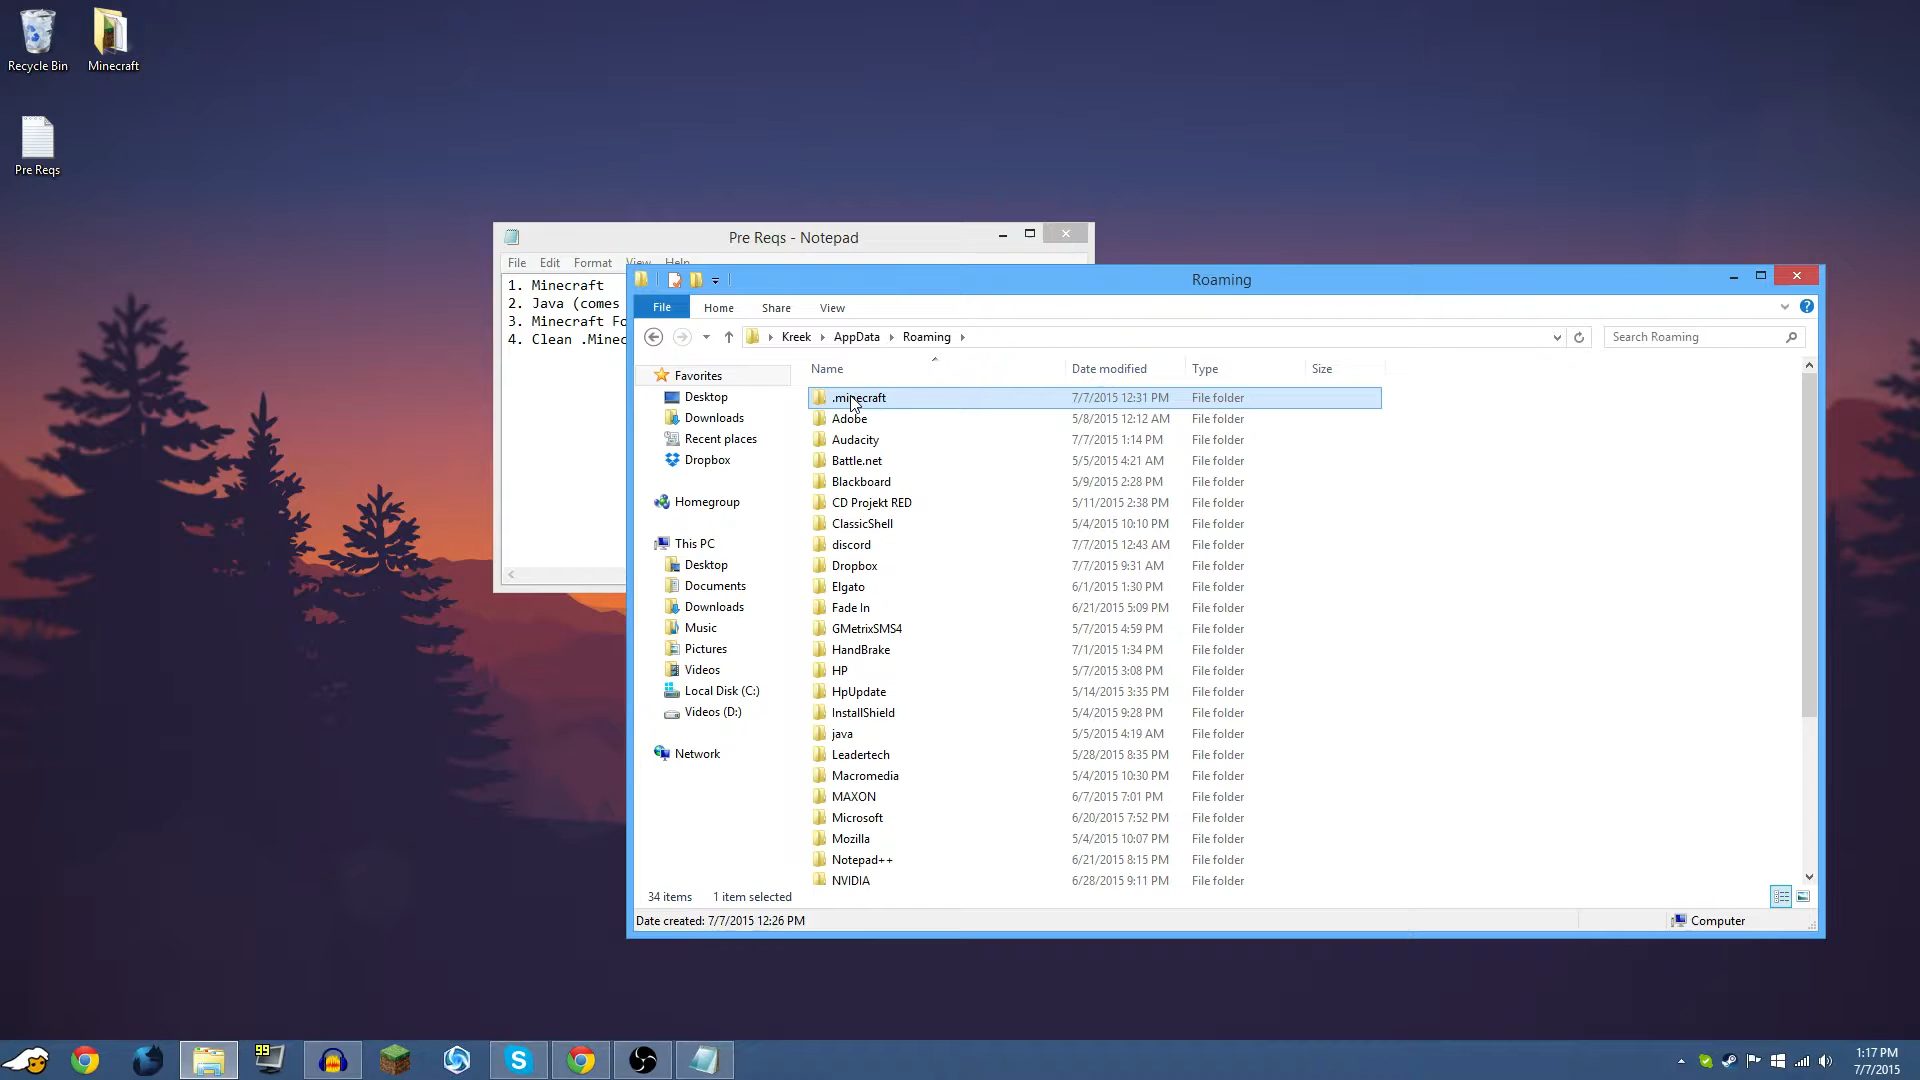 Recycle Bin
Minecraft
Pre Reqs
Pre Reqs - Notepad
File Edit Format View Help
1. Minecraft
2. Java (comes
3. Minecraft Fo
4. Clean .Minec
Roaming
File Home Share View
Kreek AppData Roaming
Search Roaming
Name Date modified Type Size
Favorites
Desktop
Downloads
Recent places
Dropbox
Homegroup
This PC
Desktop
Documents
Downloads
Music
Pictures
Videos
Local Disk (C:)
Videos (D:)
Network
.minecraft 7/7/2015 12:31 PM File folder
Adobe 5/8/2015 12:12 AM File folder
Audacity 7/7/2015 1:14 PM File folder
Battle.net 5/5/2015 4:21 AM File folder
Blackboard 5/9/2015 2:28 PM File folder
CD Projekt RED 5/11/2015 2:38 PM File folder
ClassicShell 5/4/2015 10:10 PM File folder
discord 7/7/2015 12:43 AM File folder
Dropbox 7/7/2015 9:31 AM File folder
Elgato 6/1/2015 1:30 PM File folder
Fade In 6/21/2015 5:09 PM File folder
GMetrixSMS4 5/7/2015 4:59 PM File folder
HandBrake 7/1/2015 1:34 PM File folder
HP 5/7/2015 3:08 PM File folder
HpUpdate 5/14/2015 3:35 PM File folder
InstallShield 5/4/2015 9:28 PM File folder
java 5/5/2015 4:19 AM File folder
Leadertech 5/28/2015 8:35 PM File folder
Macromedia 5/4/2015 10:30 PM File folder
MAXON 6/7/2015 7:01 PM File folder
Microsoft 6/20/2015 7:52 PM File folder
Mozilla 5/4/2015 10:07 PM File folder
Notepad++ 6/21/2015 8:15 PM File folder
NVIDIA 6/28/2015 9:11 PM File folder
34 items 1 item selected
Date created: 7/7/2015 12:26 PM
Computer
99
1:17 PM
7/7/2015